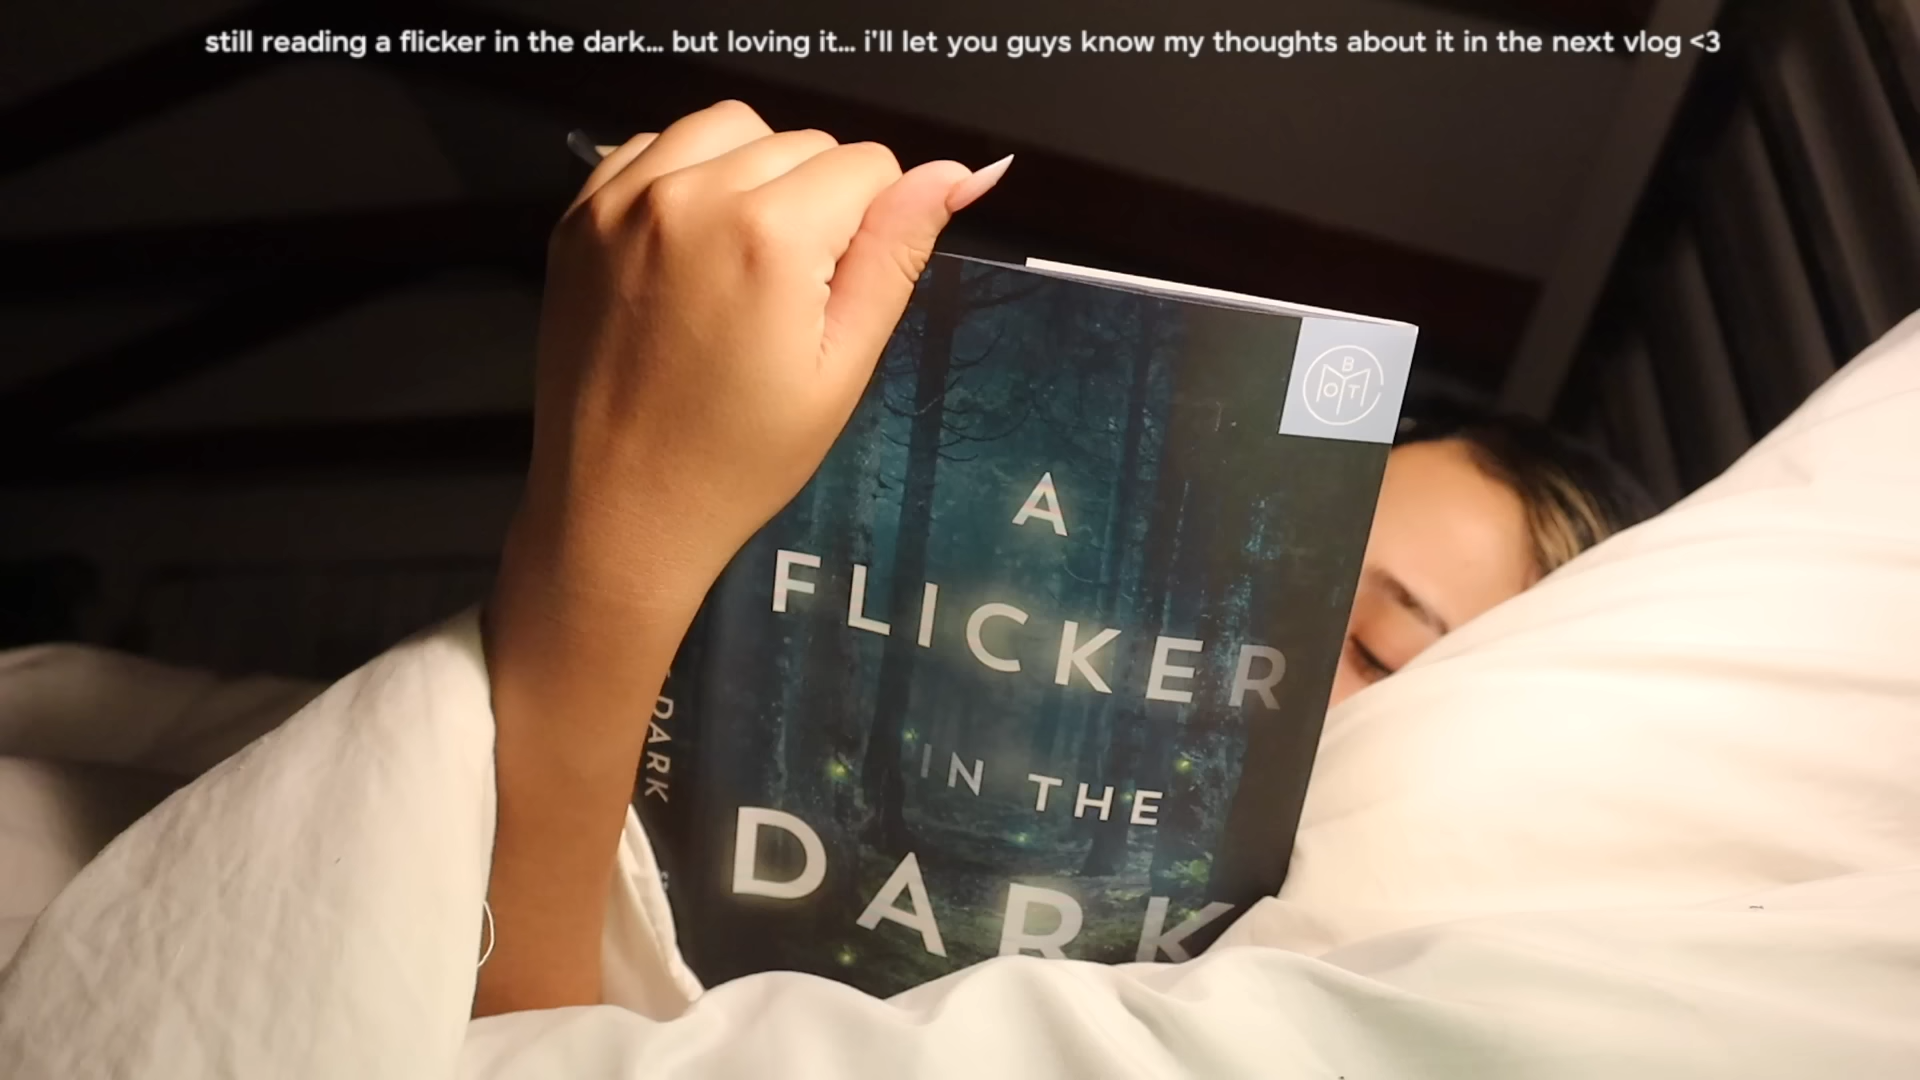 still reading a flicker in the dark... but loving it... i'll let you guys know my thoughts about it in the next vlog <3
B
O T
A
FLICKER
IN THE
DARK
DARK